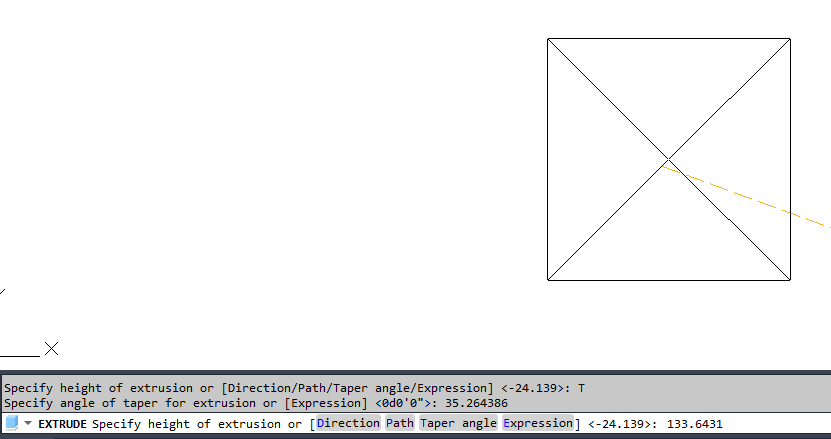 Specify height of extrusion or [Direction/Path/Taper angle/Expression] <-24.139>: T
Specify angle of taper for extrusion or [Expression] <0d0'0">: 35.264386
EXTRUDE Specify height of extrusion or [Direction Path Taper angle Expression] <-24.139>: 133.6431